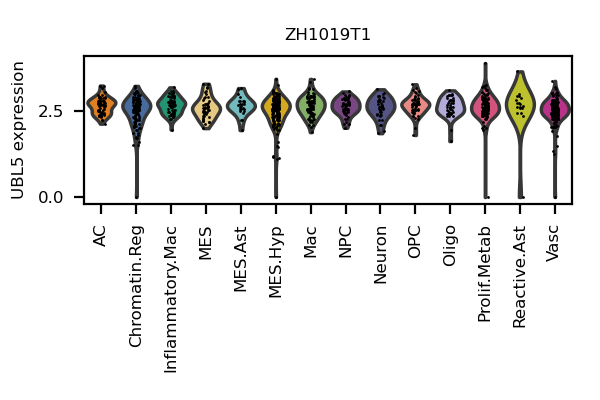 ZH1019T1
UBL5 expression
2.5
0.0
AC
Chromatin.Reg
Inflammatory.Mac
MES
MES.Ast
MES.Hyp
Mac
NPC
Neuron
OPC
Oligo
Prolif.Metab
Reactive.Ast
Vasc